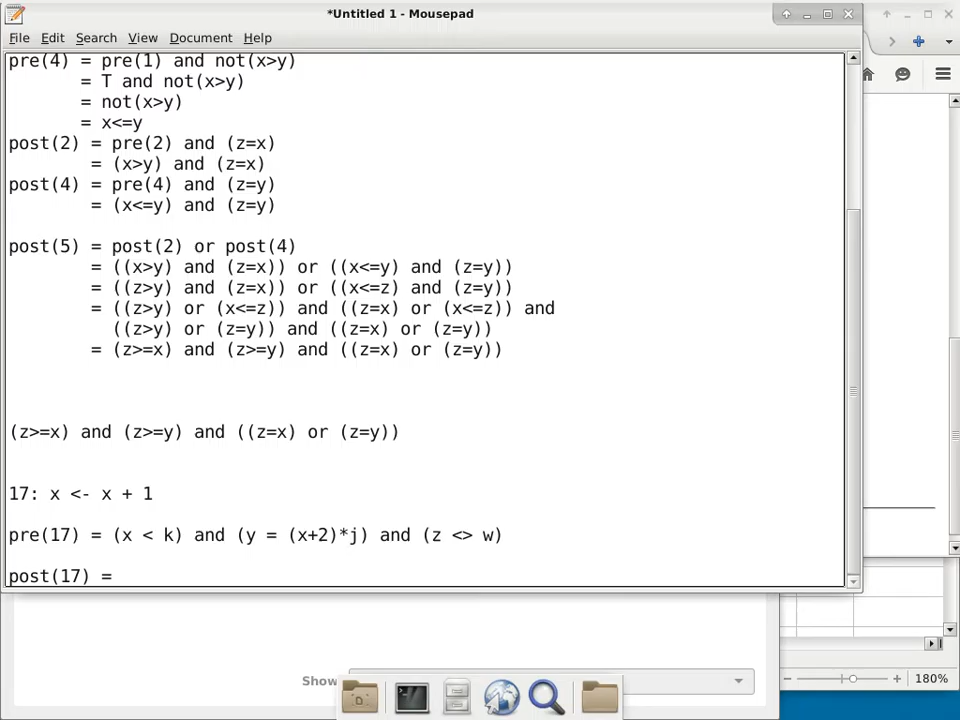 *Untitled 1 - Mousepad
File Edit Search View Document Help
pre(4) = pre(1) and not(x>y)
= T and not(x>y)
= not(x>y)
= x<=y
post(2) = pre(2) and (z=x)
= (x>y) and (z=x)
post(4) = pre(4) and (z=y)
= (x<=y) and (z=y)
post(5) = post(2) or post(4)
= ((x>y) and (z=x)) or ((x<=y) and (z=y))
= ((z>y) and (z=x)) or ((x<=z) and (z=y))
= ((z>y) or (x<=z)) and ((z=x) or (x<=z)) and
((z>y) or (z=y)) and ((z=x) or (z=y))
= (z>=x) and (z>=y) and ((z=x) or (z=y))
(z>=x) and (z>=y) and ((z=x) or (z=y))
17: x <- x + 1
pre(17) = (x < k) and (y = (x+2)*j) and (z <> w)
post(17) =
Show
180%